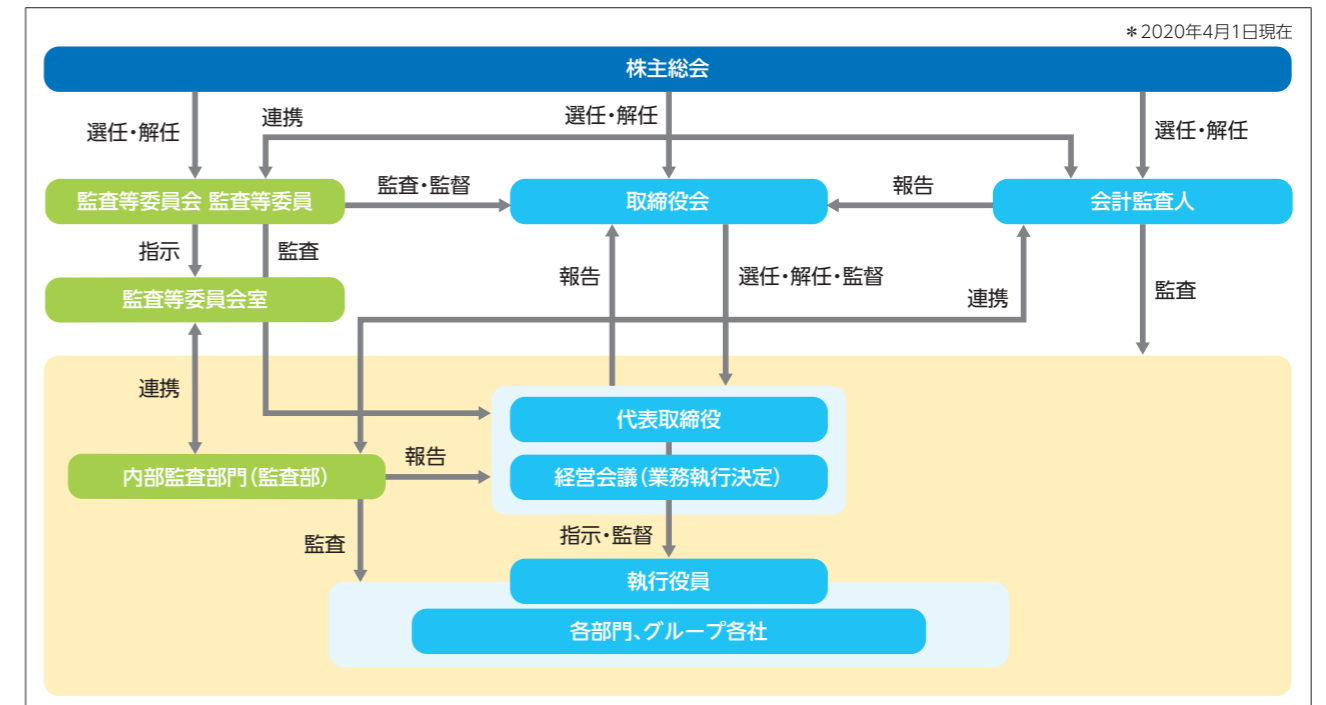 *2020年4月1日現在
株主総会
選任・解任
連携
選任・解任
選任・解任
監査等委員会 監査等委員
監査・監督
取締役会
報告
会計監査人
指示
監査
報告
選任・解任・監督
連携
監査
監査等委員会室
連携
代表取締役
内部監査部門(監査部)
報告
経営会議(業務執行決定)
監査
指示・監督
執行役員
各部門、グループ各社